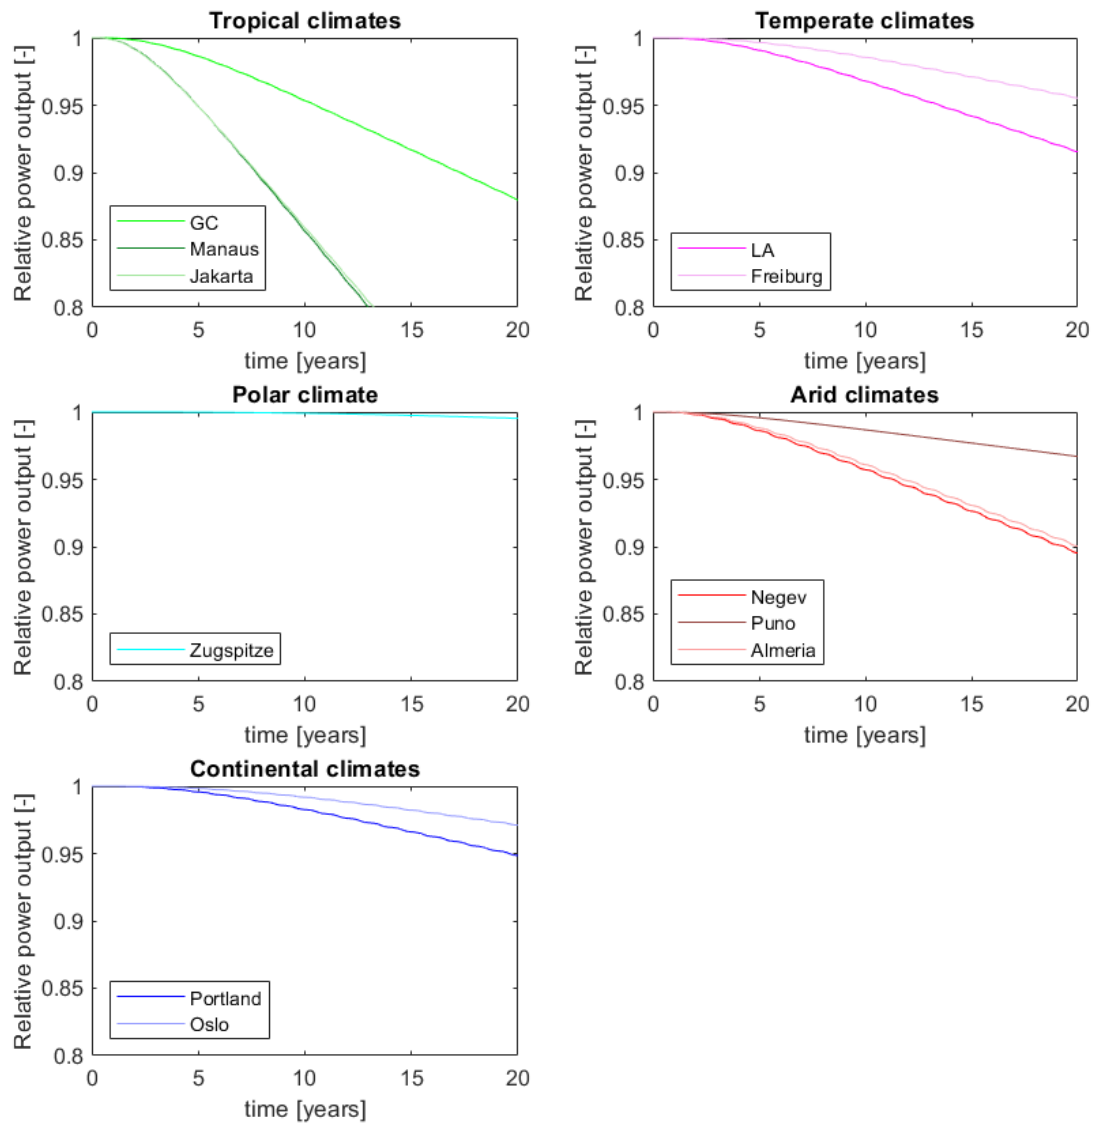 Tropical climates
Relative power output [-]
1
0.95
0.9
0.85
0.8
GC
Manaus
Jakarta
0 5 10 15 20
time [years]
Temperate climates
Relative power output [-]
1
0.95
0.9
0.85
0.8
LA
Freiburg
0 5 10 15 20
time [years]
Polar climate
Relative power output [-]
1
0.95
0.9
0.85
0.8
Zugspitze
0 5 10 15 20
time [years]
Arid climates
Relative power output [-]
1
0.95
0.9
0.85
0.8
Negev
Puno
Almeria
0 5 10 15 20
time [years]
Continental climates
Relative power output [-]
1
0.95
0.9
0.85
0.8
Portland
Oslo
0 5 10 15 20
time [years]